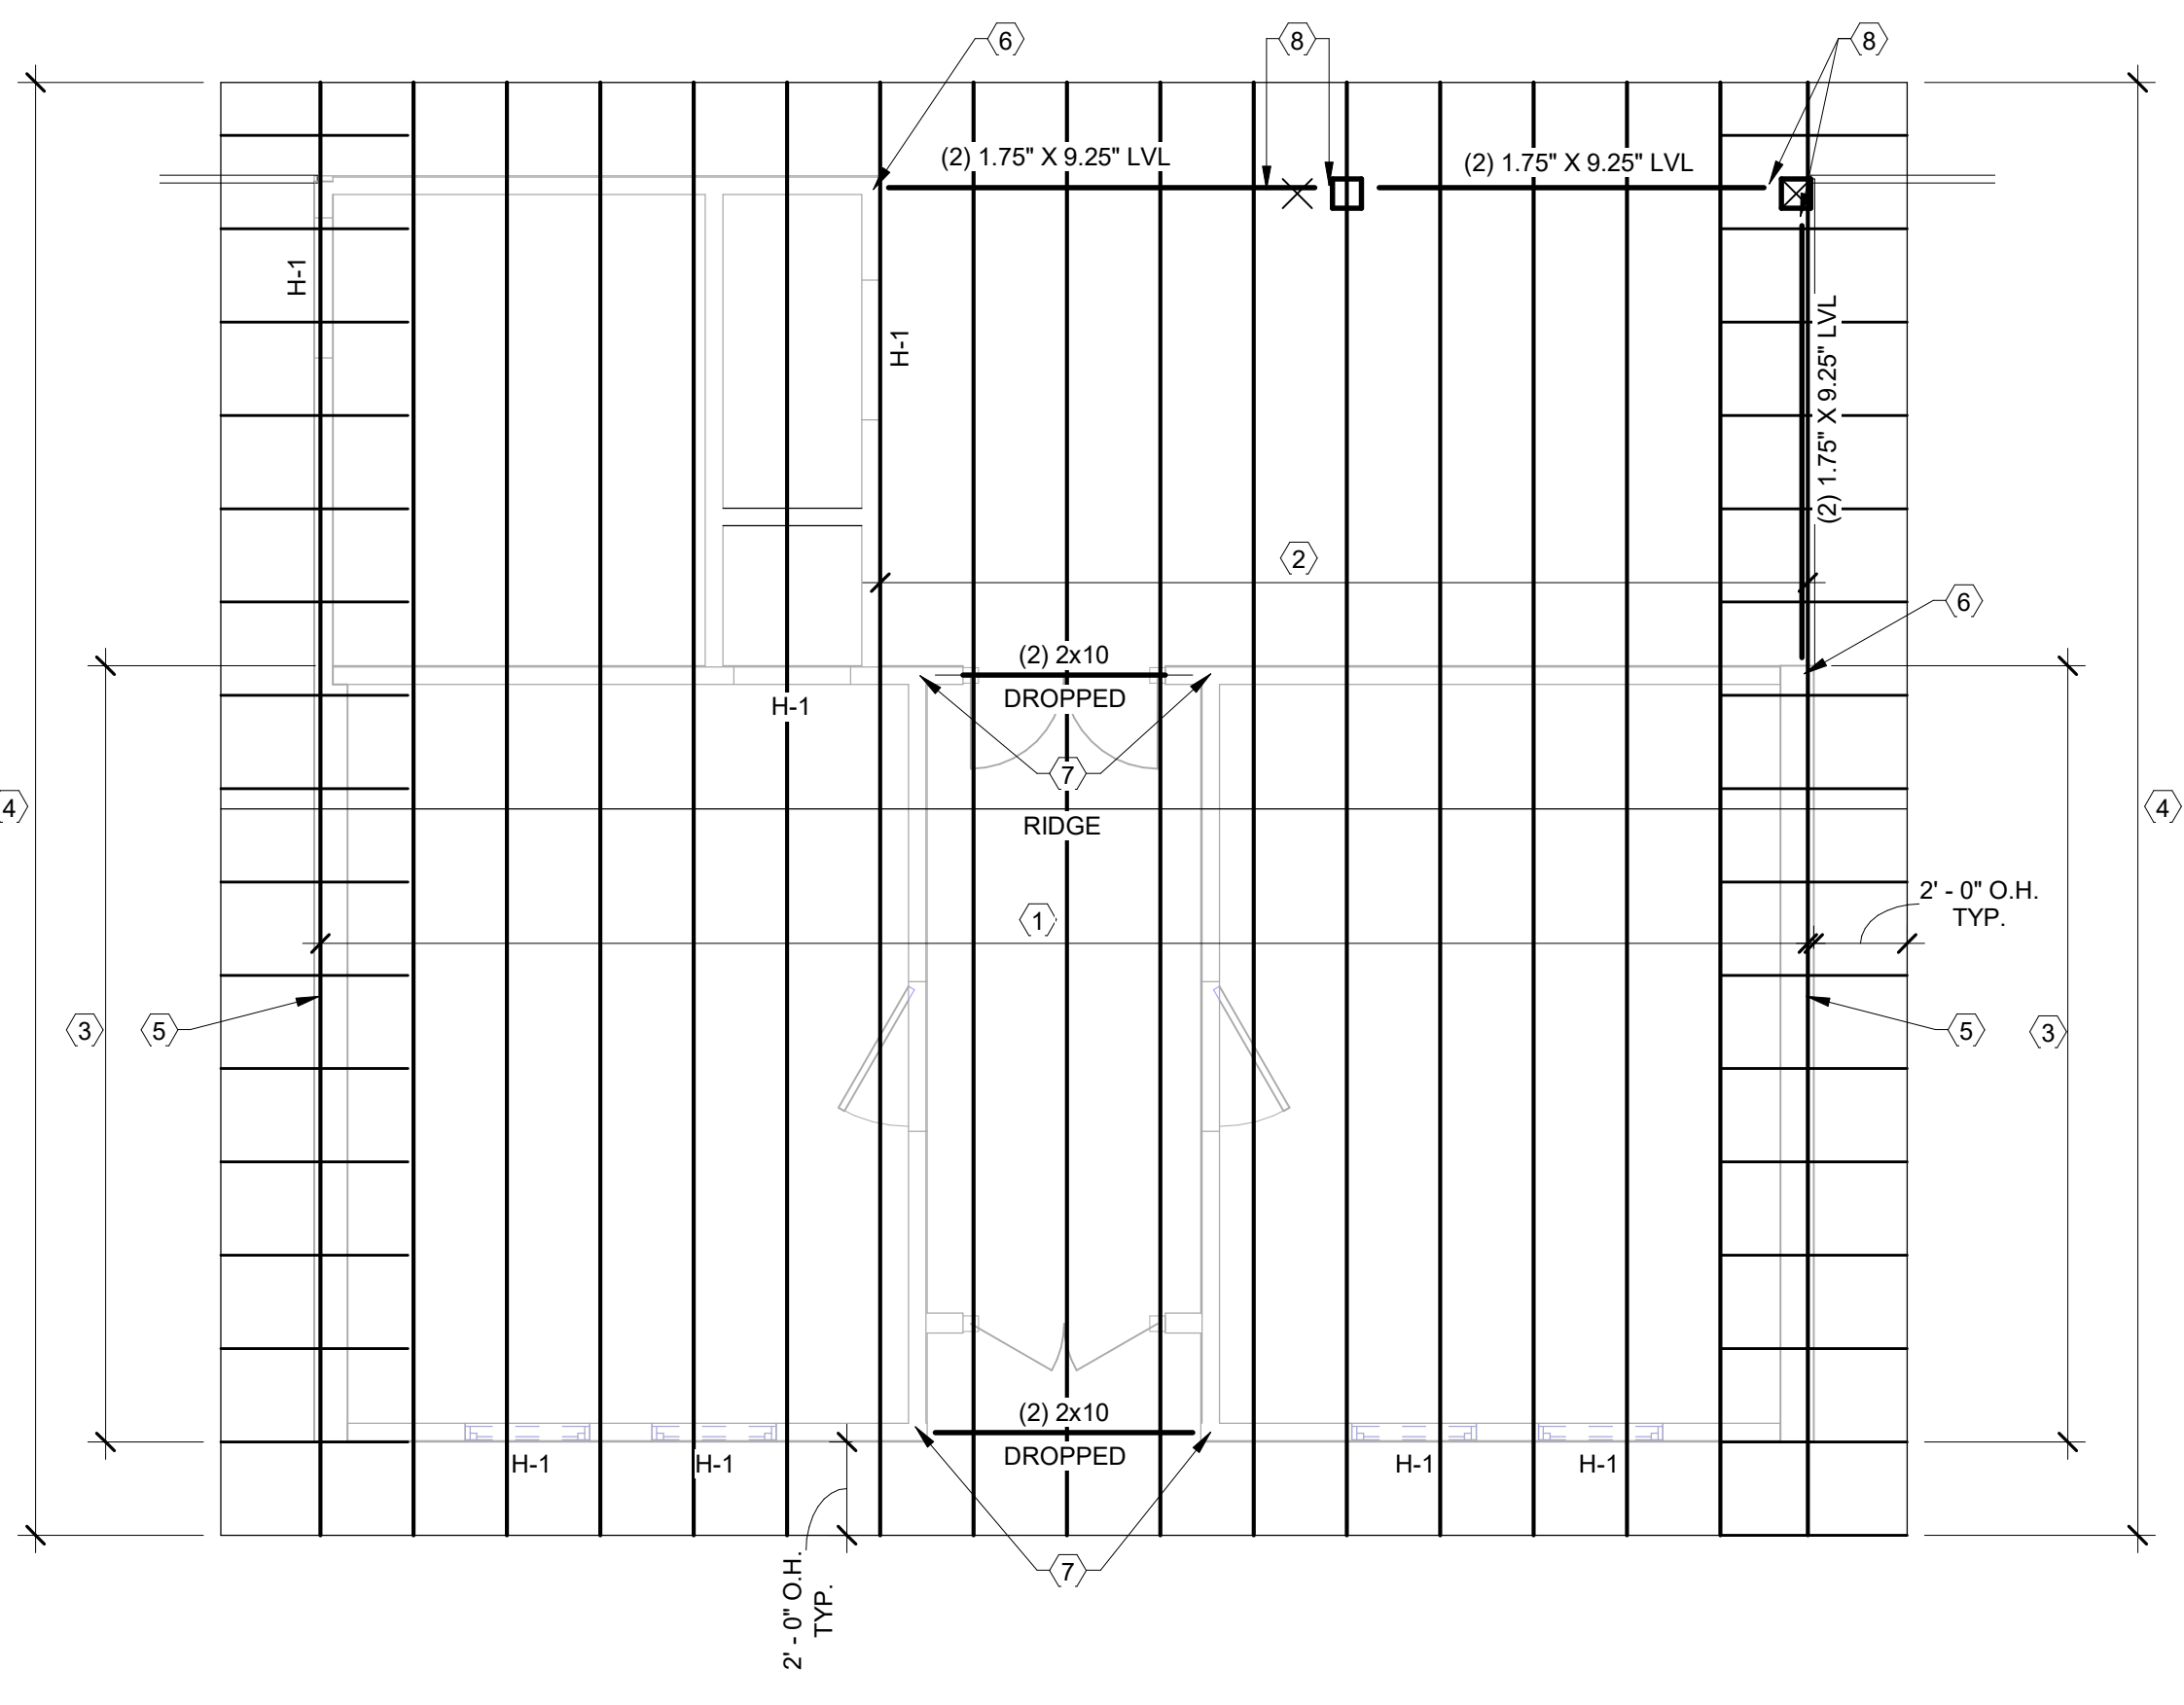 6
8
8
(2) 1.75" X 9.25" LVL
(2) 1.75" X 9.25" LVL
H-1
H-1
(2) 1.75" X 9.25" LVL
2
6
(2) 2x10
DROPPED
H-1
7
4
RIDGE
4
1
2' - 0" O.H.
TYP.
3
5
5
3
(2) 2x10
DROPPED
H-1
H-1
H-1
H-1
7
2' - 0" O.H.
TYP.